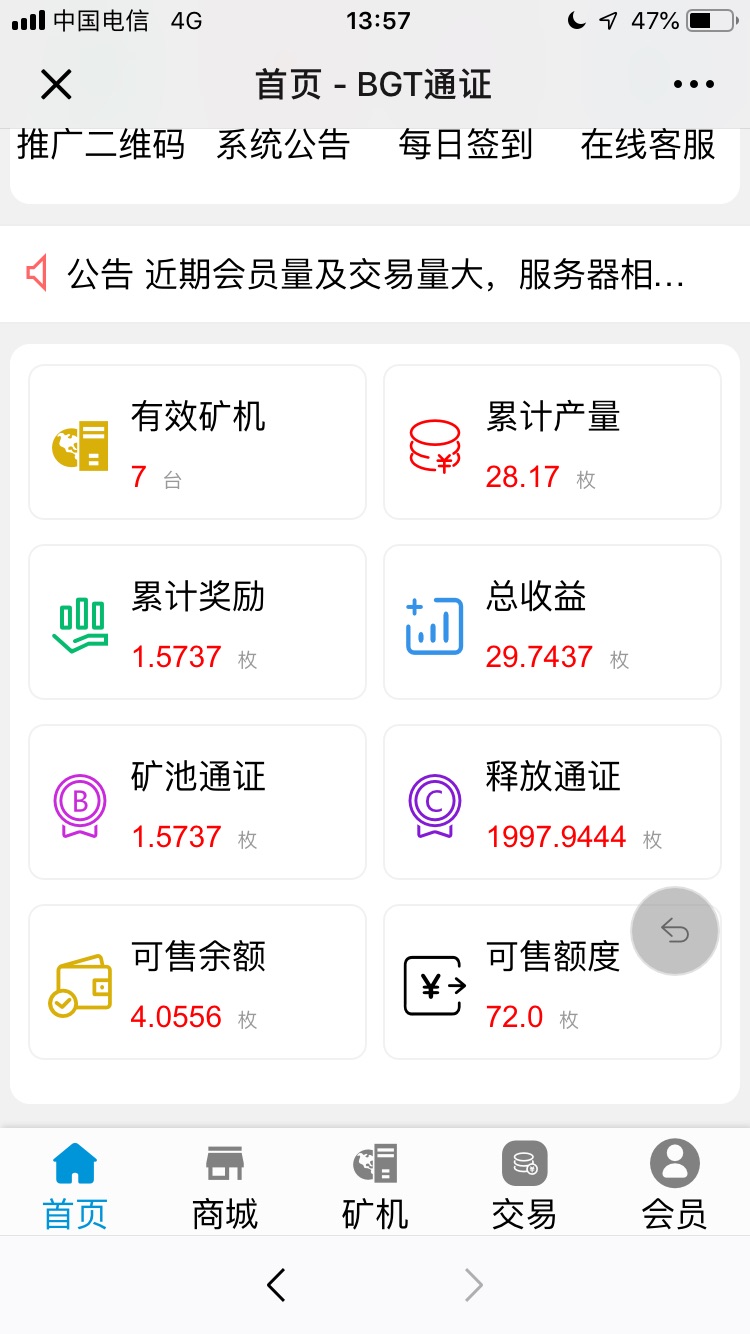 中国电信 4G 13:57 47%
首页 - BGT通证
推广二维码 系统公告 每日签到 在线客服
公告 近期会员量及交易量大，服务器相...
有效矿机 累计产量
7 台 28.17 枚
¥
累计奖励 总收益
1.5737 枚 29.7437 枚
矿池通证 释放通证
B C
1.5737 枚 1997.9444 枚
可售余额 可售额度
¥
4.0556 枚 72.0 枚
首页 商城 矿机 交易 会员